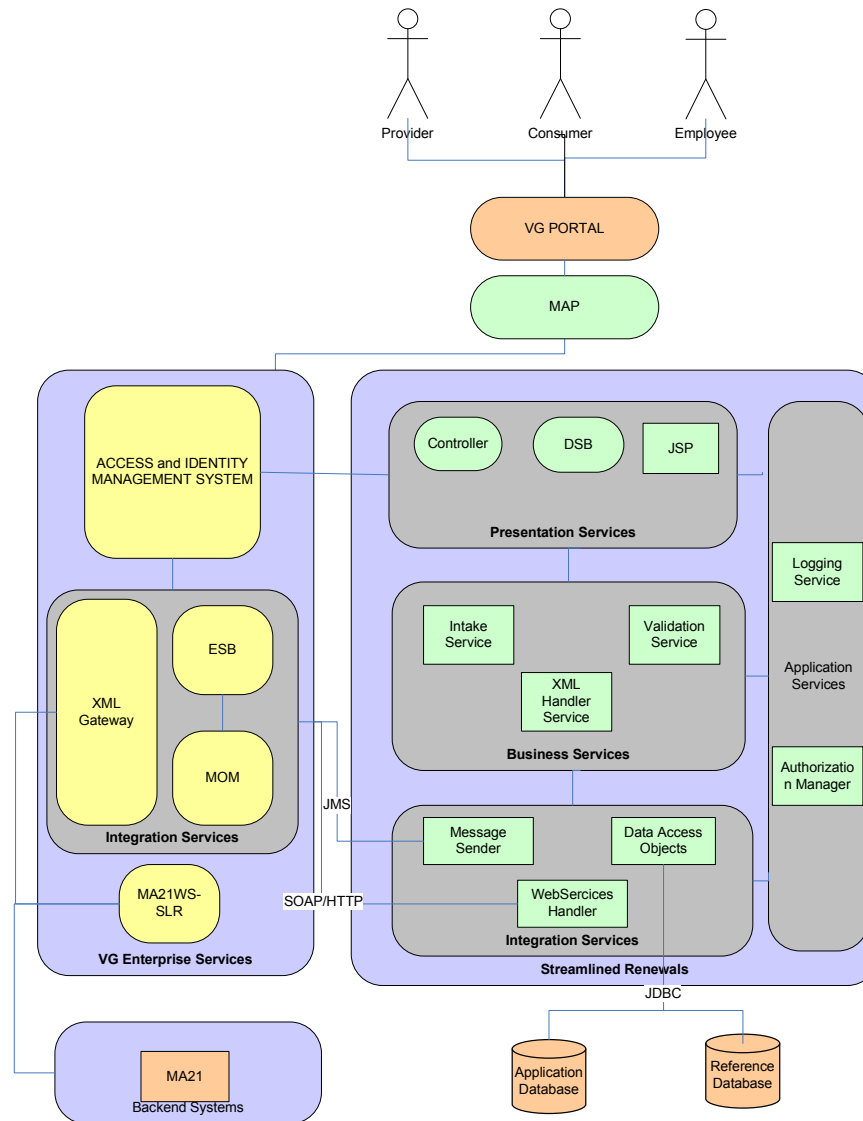 Provider
Consumer
Employee
VG PORTAL
MAP
ACCESS and IDENTITY
MANAGEMENT SYSTEM
XML
Gateway
ESB
MOM
Integration Services
MA21WS-
SLR
VG Enterprise Services
MA21
Backend Systems
Controller
DSB
JSP
Presentation Services
Intake
Service
Validation
Service
XML
Handler
Service
Business Services
JMS
SOAP/HTTP
Message
Sender
Data Access
Objects
WebSercices
Handler
Integration Services
Streamlined Renewals
Logging
Service
Application
Services
Authorizatio
n Manager
JDBC
Application
Database
Reference
Database